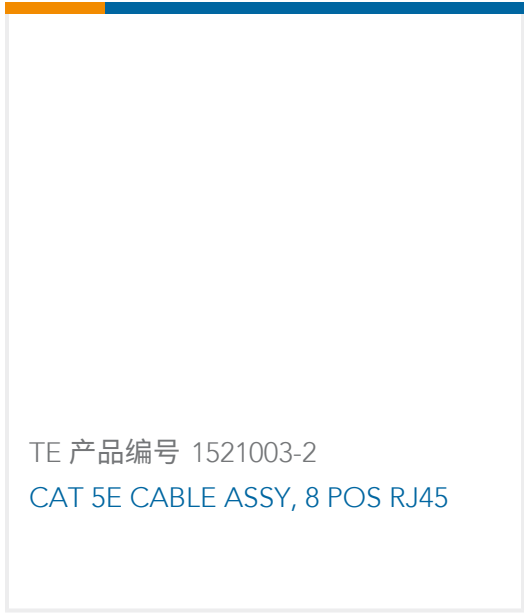 TE 产品编号 1521003-2
CAT 5E CABLE ASSY, 8 POS RJ45